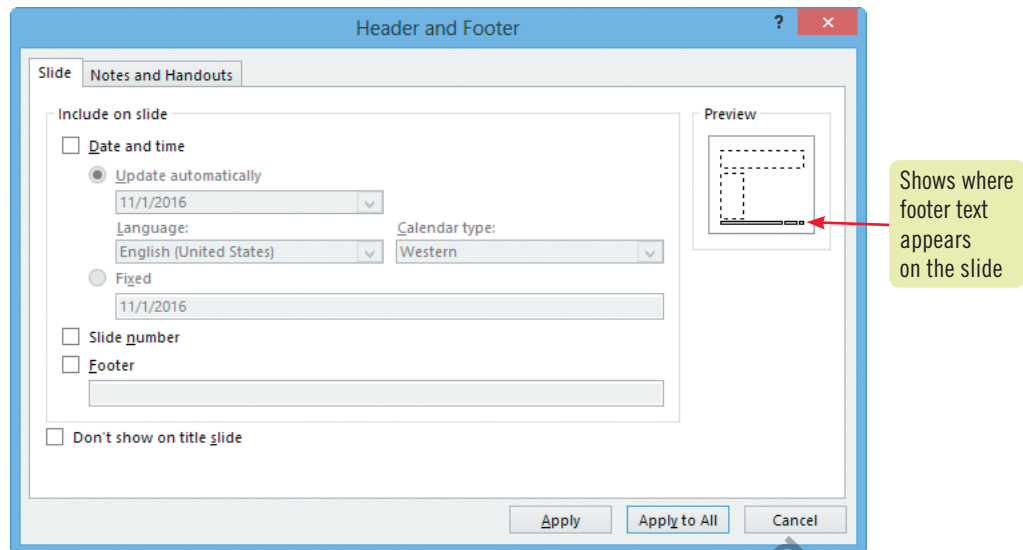 Header and Footer
?
×
Slide
Notes and Handouts
Include on slide
Date and time
Update automatically
11/1/2016
Language:
Calendar type:
English (United States)
Western
Fixed
11/1/2016
Slide number
Footer
Don't show on title slide
Preview
Shows where
footer text
appears
on the slide
Apply
Apply to All
Cancel